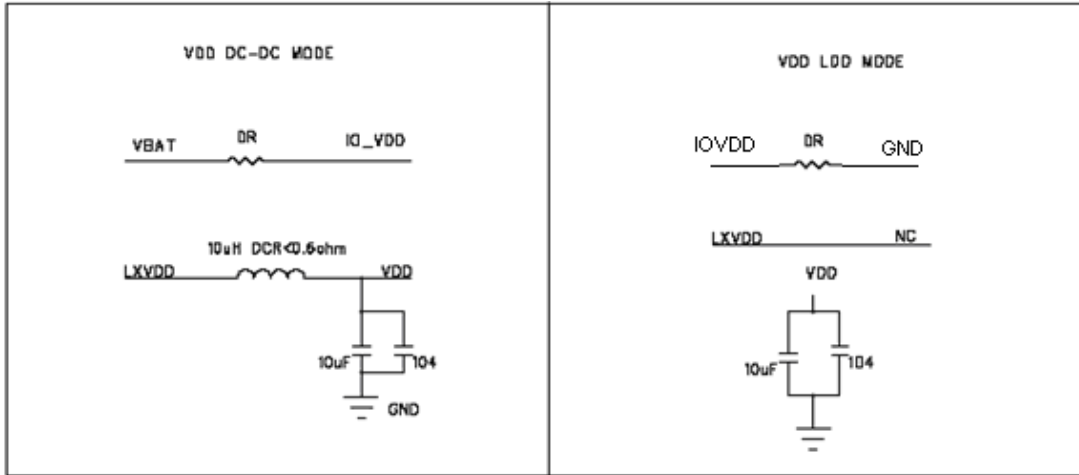 VDD DC-DC MODE
VBAT 0R IO_VDD
10uH DCR<0.6ohm
LXVDD VDD
10uF 104
GND
VDD LDO MODE
IOVDD 0R GND
LXVDD NC
VDD
10uF 104